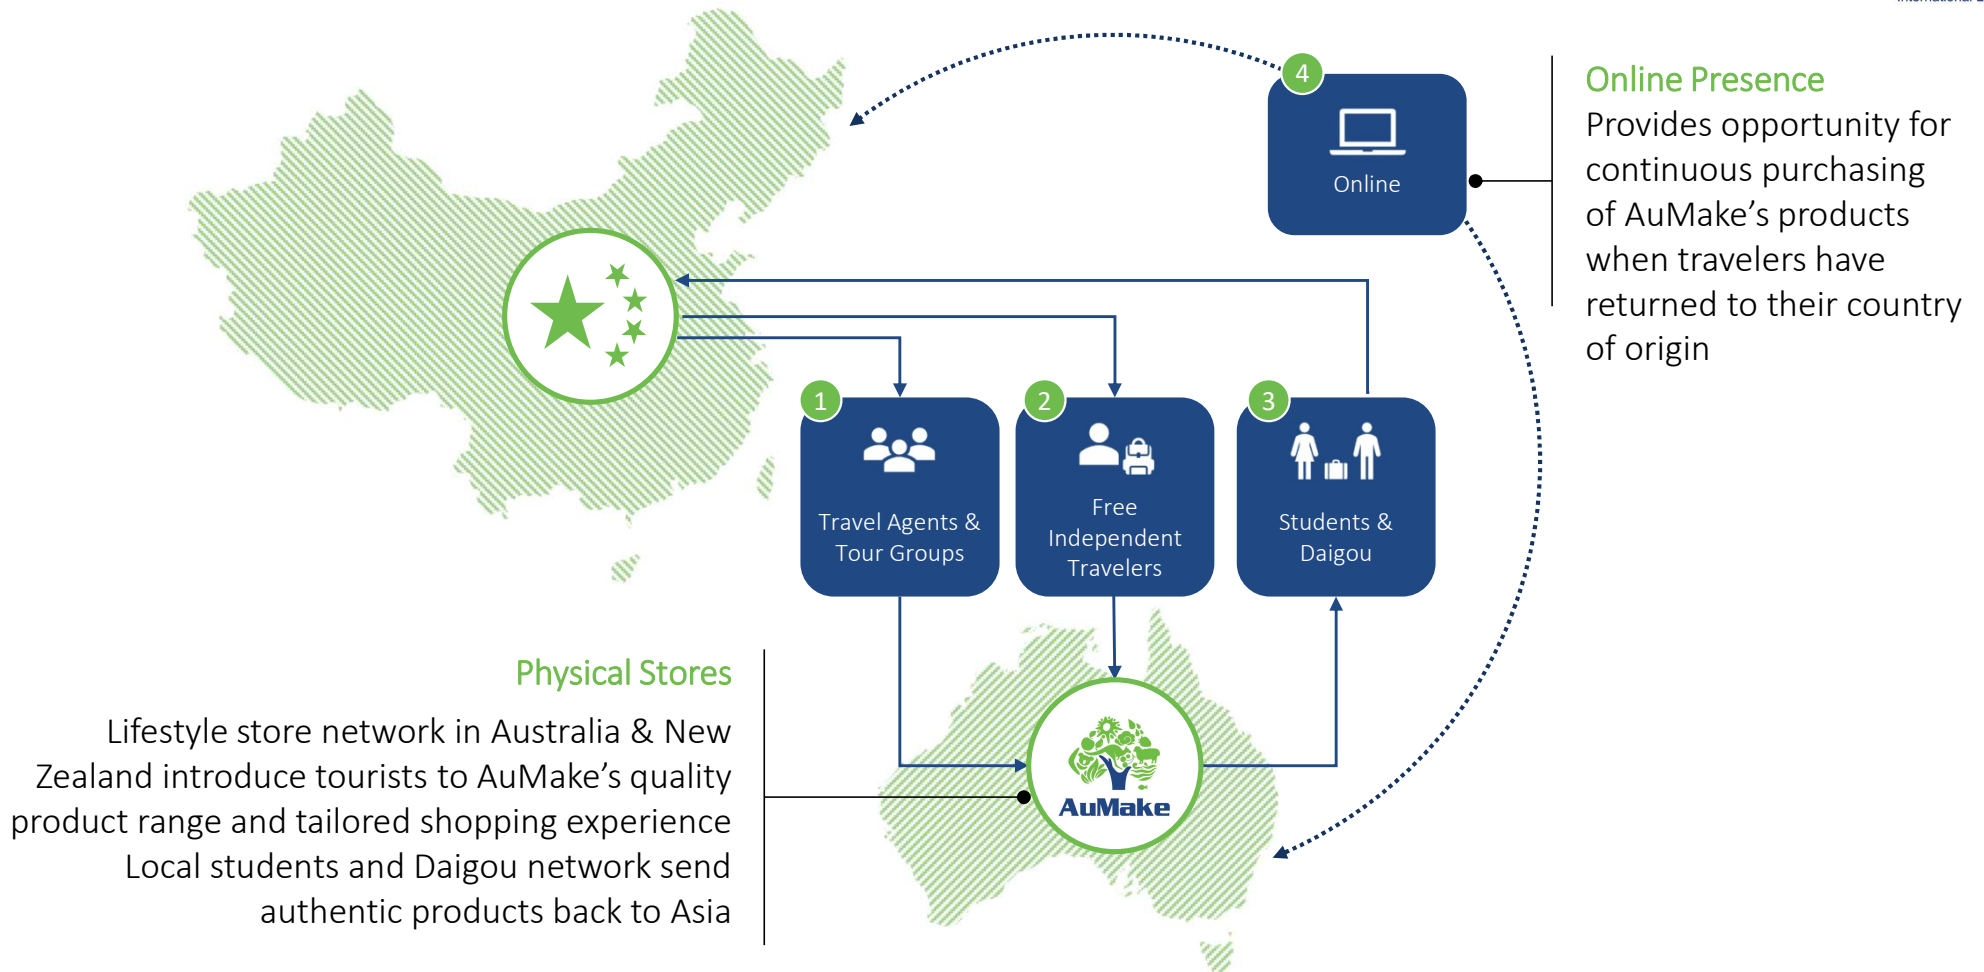 4
Online
Online Presence
Provides opportunity for
continuous purchasing
of AuMake’s products
when travelers have
returned to their country
of origin
1
Travel Agents &
Tour Groups
2
Free
Independent
Travelers
3
Students &
Daigou
Physical Stores
Lifestyle store network in Australia & New
Zealand introduce tourists to AuMake’s quality
product range and tailored shopping experience
Local students and Daigou network send
authentic products back to Asia
AuMake